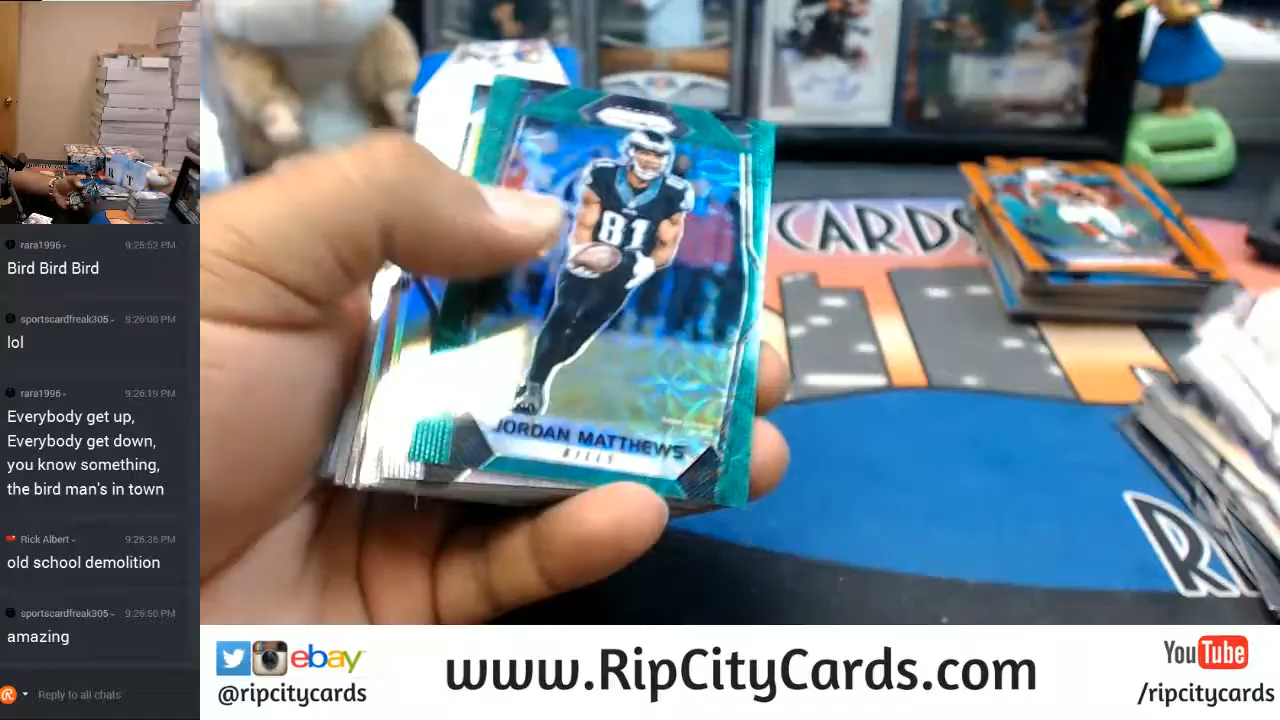 rara1996
9:25:52 PM
Bird Bird Bird
sportscardfreak305
9:26:00 PM
lol
rara1996
9:26:19 PM
Everybody get up,
Everybody get down,
you know something,
the bird man's in town
Rick Albert
9:26:36 PM
old school demolition
sportscardfreak305
9:26:50 PM
amazing
Reply to all chats
81
JORDAN MATTHEWS
BILLS
CARDS
R
ebay
@ripcitycards
www.RipCityCards.com
YouTube
/ripcitycards